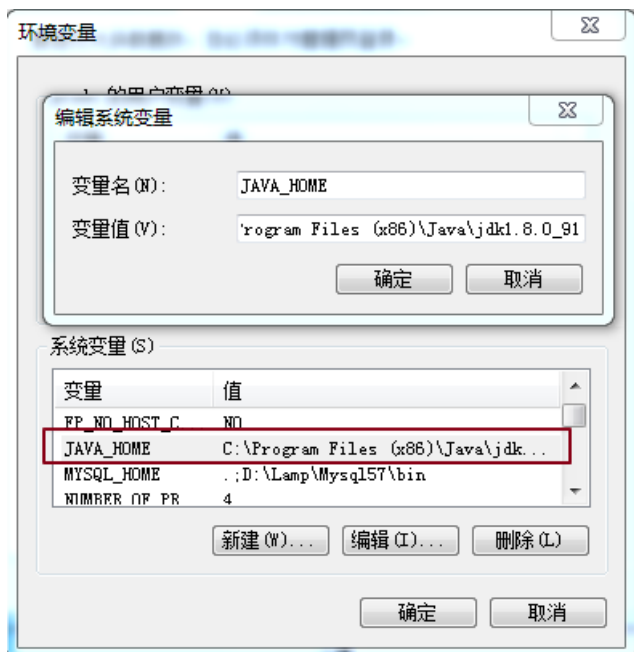 环境变量
编辑系统变量
变量名(N):
JAVA_HOME
变量值(V):
rogram Files (x86)\Java\jdk1.8.0_91
确定
取消
系统变量(S)
变量 值
FP_NO_HOST_C... NO
JAVA_HOME C:\Program Files (x86)\Java\jdk...
MYSQL_HOME .;D:\Lamp\Mysql57\bin
NUMBER_OF_PR 4
新建(W)... 编辑(I)... 删除(L)
确定 取消